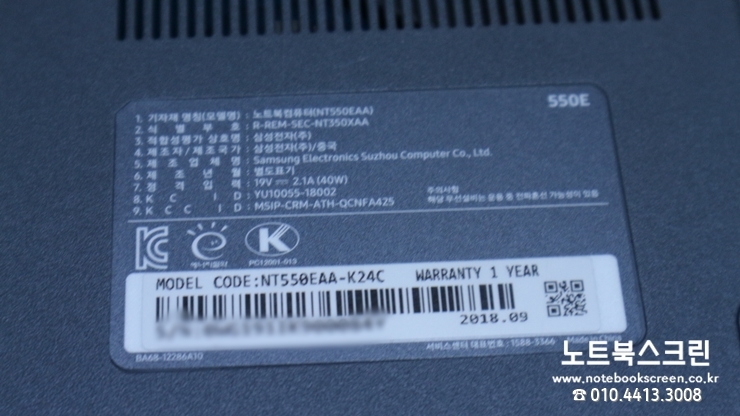 550E
1. 기자재 명칭(모델명) : 노트북컴퓨터(NT550EAA)
2. 식 별 부 호 : R-REM-SEC-NT350XAA
3. 적합성평가 상호명 : 삼성전자(주)
4. 제조자/제조국가 : 삼성전자(주)/중국
5. 제 조 업 체 명 : Samsung Electronics Suzhou Computer Co., Ltd.
6. 제 조 년 월 : 별도표기
7. 정 격 입 력 : 19V 2.1A (40W)
8. K C I D : YU10055-18002
9. K C C I D : MSIP-CRM-ATH-QCNFA425
주의사항
해당 무선설비는 운용 중 전파혼선 가능성이 있음
K
MODEL CODE:NT550EAA-K24C WARRANTY 1 YEAR
2018.09
BA68-12286A10
서비스센터 대표번호 : 1588-3366 Made in China
노트북스크린
www.notebookscreen.co.kr
☎ 010.4413.3008